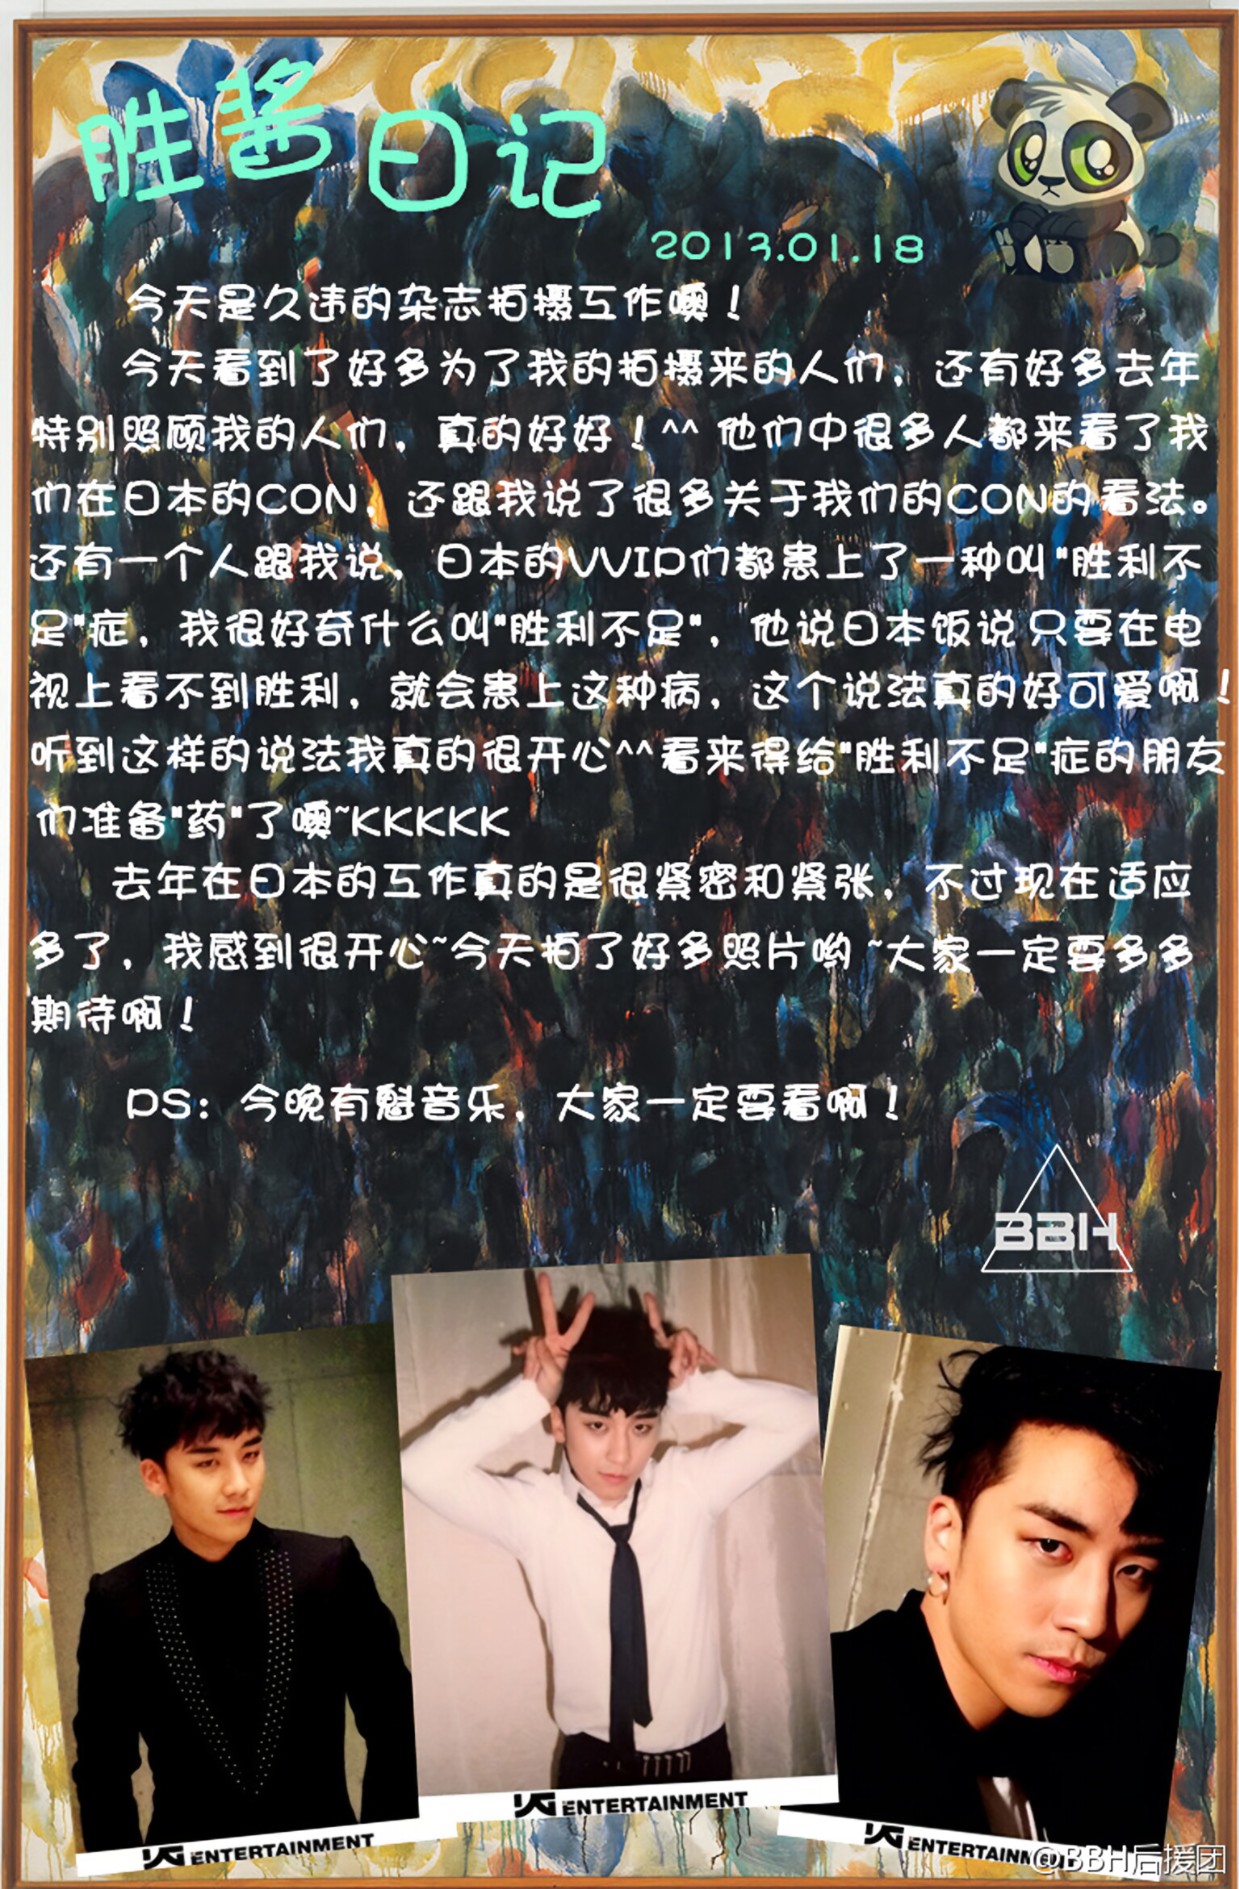 胜酱日记
2013.01.18
今天是久违的杂志拍摄工作噢！
今天看到了好多为了我的拍摄来的人们，还有好多去年
特别照顾我的人们，真的好好！^^ 他们中很多人都来看了我
们在日本的CON，还跟我说了很多关于我们的CON的看法。
还有一个人跟我说，日本的VVIP们都患上了一种叫"胜利不
足"症，我很好奇什么叫"胜利不足"，他说日本饭说 只要在电
视上看不到胜利，就会患上这种病，这个说法真的好可爱啊！
听到这样的说法我真的很开心^^看来得给"胜利不足"症的朋友
们准备"药"了噢~KKKKK
去年在日本的工作真的是很紧密和紧张，不过现在适应
多了，我感到很开心~今天拍了好多照片哟 ~大家一定要多多
期待啊！
PS：今晚有魁音乐，大家一定要看啊！
BBH
YG ENTERTAINMENT
YG ENTERTAINMENT
YG ENTERTAINM
@BBH后援团